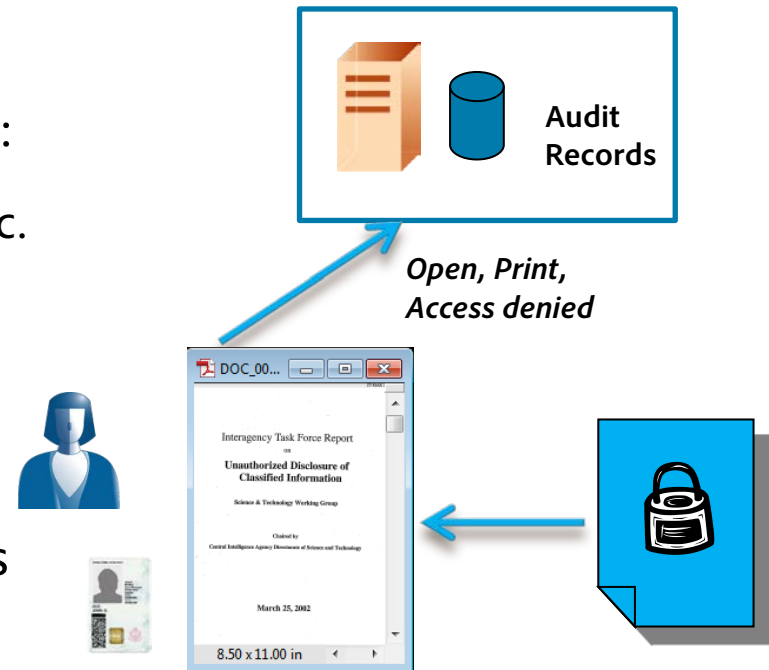 :
c.
s
Audit
Records
Open, Print,
Access denied
DOC_00...
Interagency Task Force Report
on
Unauthorized Disclosure of
Classified Information
Science & Technology Working Group
Chaired by
Central Intelligence Agency Directorate of Science and Technology
March 25, 2002
8.50 x 11.00 in